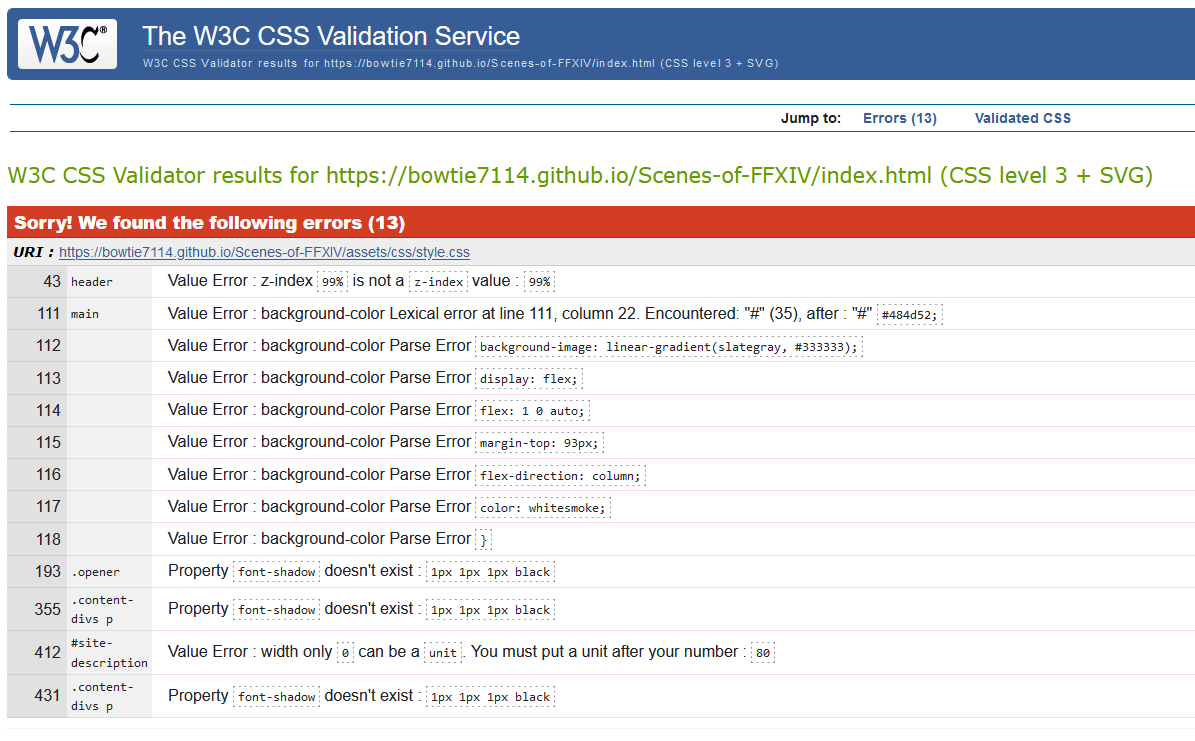 W3C®
The W3C CSS Validation Service
W3C CSS Validator results for https://bowtie7114.github.io/Scenes-of-FFXIV/index.html (CSS level 3 + SVG)
Jump to: Errors (13) Validated CSS
W3C CSS Validator results for https://bowtie7114.github.io/Scenes-of-FFXIV/index.html (CSS level 3 + SVG)
Sorry! We found the following errors (13)
URI : https://bowtie7114.github.io/Scenes-of-FFXIV/assets/css/style.css
43 header Value Error : z-index 99% is not a z-index value : 99%
111 main Value Error : background-color Lexical error at line 111, column 22. Encountered: "#" (35), after : "#" #484d52;
112 Value Error : background-color Parse Error background-image: linear-gradient(slategray, #333333);
113 Value Error : background-color Parse Error display: flex;
114 Value Error : background-color Parse Error flex: 1 0 auto;
115 Value Error : background-color Parse Error margin-top: 93px;
116 Value Error : background-color Parse Error flex-direction: column;
117 Value Error : background-color Parse Error color: whitesmoke;
118 Value Error : background-color Parse Error }
193 .opener Property font-shadow doesn't exist : 1px 1px 1px black
355 .content-
divs p Property font-shadow doesn't exist : 1px 1px 1px black
412 #site-
description Value Error : width only 0 can be a unit. You must put a unit after your number : 80
431 .content-
divs p Property font-shadow doesn't exist : 1px 1px 1px black